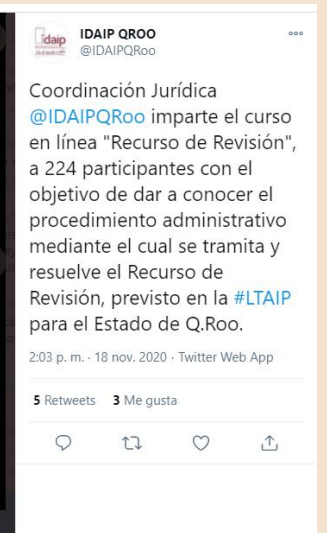 idaip
IDAIP QROO
@IDAIPQRoo
Coordinación Jurídica
@IDAIPQRoo imparte el curso
en línea "Recurso de Revisión",
a 224 participantes con el
objetivo de dar a conocer el
procedimiento administrativo
mediante el cual se tramita y
resuelve el Recurso de
Revisión, previsto en la #LTAIP
para el Estado de Q.Roo.
2:03 p. m. · 18 nov. 2020 · Twitter Web App
5 Retweets 3 Me gusta